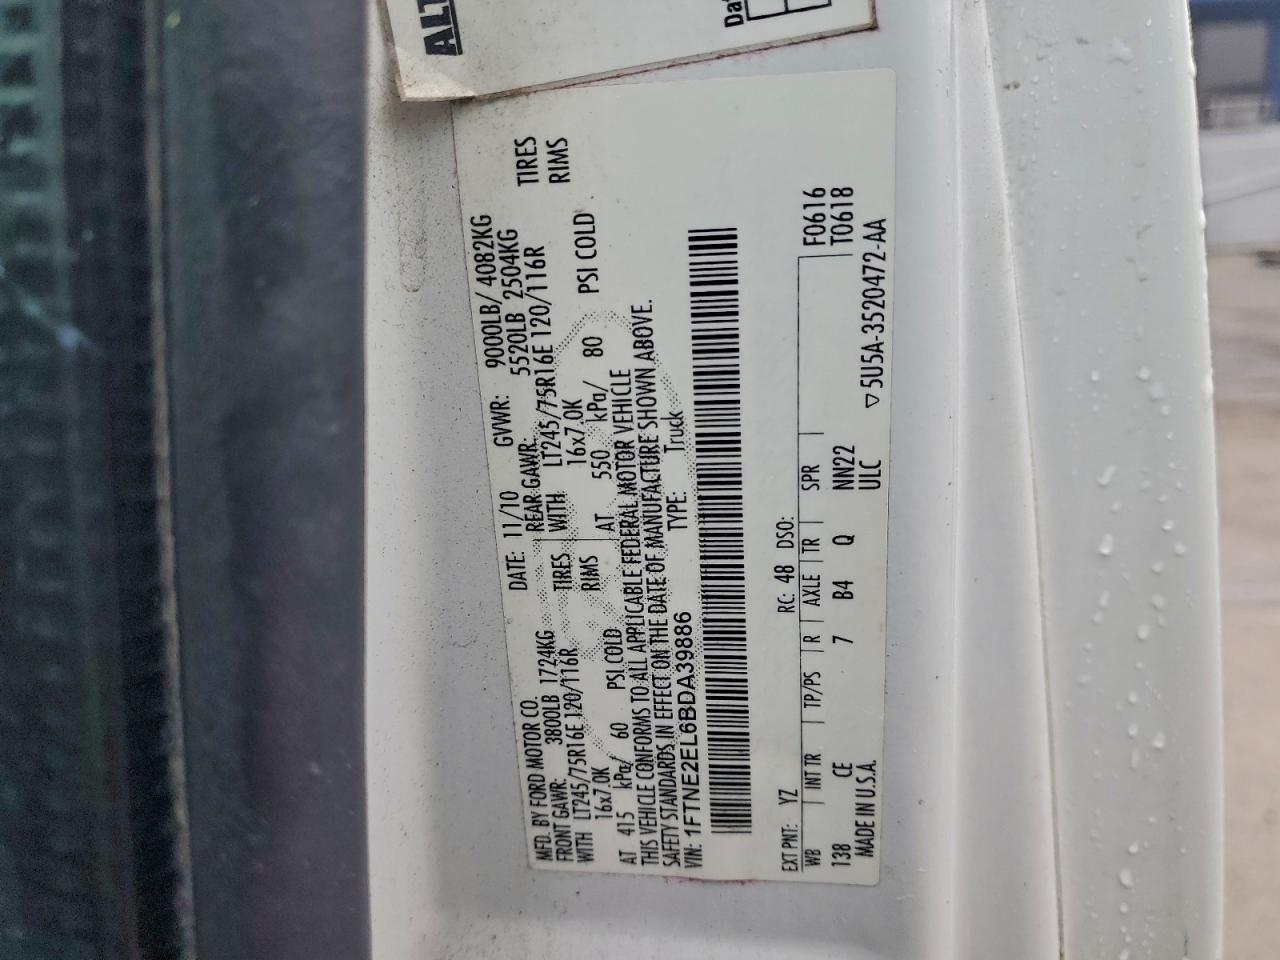 ALT
Da
MFD. BY FORD MOTOR CO. DATE: 11/10 GVWR: 9000LB/ 4082KG
FRONT GAWR: 3800LB 1724KG REAR GAWR: 5520LB 2504KG
WITH LT245/75R16E 120/116R TIRES WITH LT245/75R16E 120/116R TIRES
16x7.0K RIMS 16x7.0K RIMS
AT 415 kPa/ 60 PSI COLD AT 550 kPa/ 80 PSI COLD
THIS VEHICLE CONFORMS TO ALL APPLICABLE FEDERAL MOTOR VEHICLE
SAFETY STANDARDS IN EFFECT ON THE DATE OF MANUFACTURE SHOWN ABOVE.
VIN: 1FTNE2EL6BDA39886 TYPE: Truck
F0616
EXT PNT: YZ RC: 48 DSO: T0618
WB INT TR TP/PS R AXLE TR SPR
138 CE 7 B4 Q NN22
MADE IN U.S.A. ULC
▽5U5A-3520472-AA